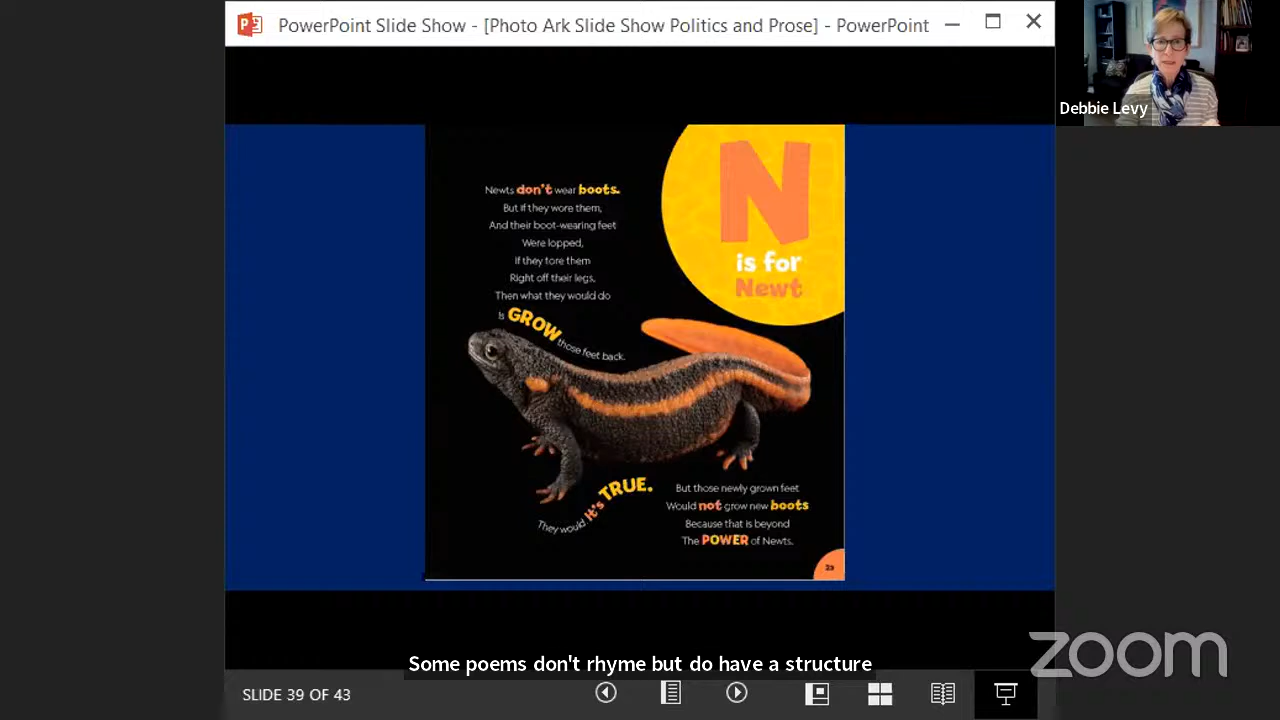 PowerPoint Slide Show - [Photo Ark Slide Show Politics and Prose] - PowerPoint
Debbie Levy
N
is for
Newt
Newts don't wear boots.
But if they wore them,
And their boot-wearing feet
Were lopped,
If they tore them
Right off their legs,
Then what they would do
Is GROW those feet back.
They would It's TRUE.
But those newly grown feet
Would not grow new boots
Because that is beyond
The POWER of Newts.
zoom
Some poems don't rhyme but do have a structure
SLIDE 39 OF 43